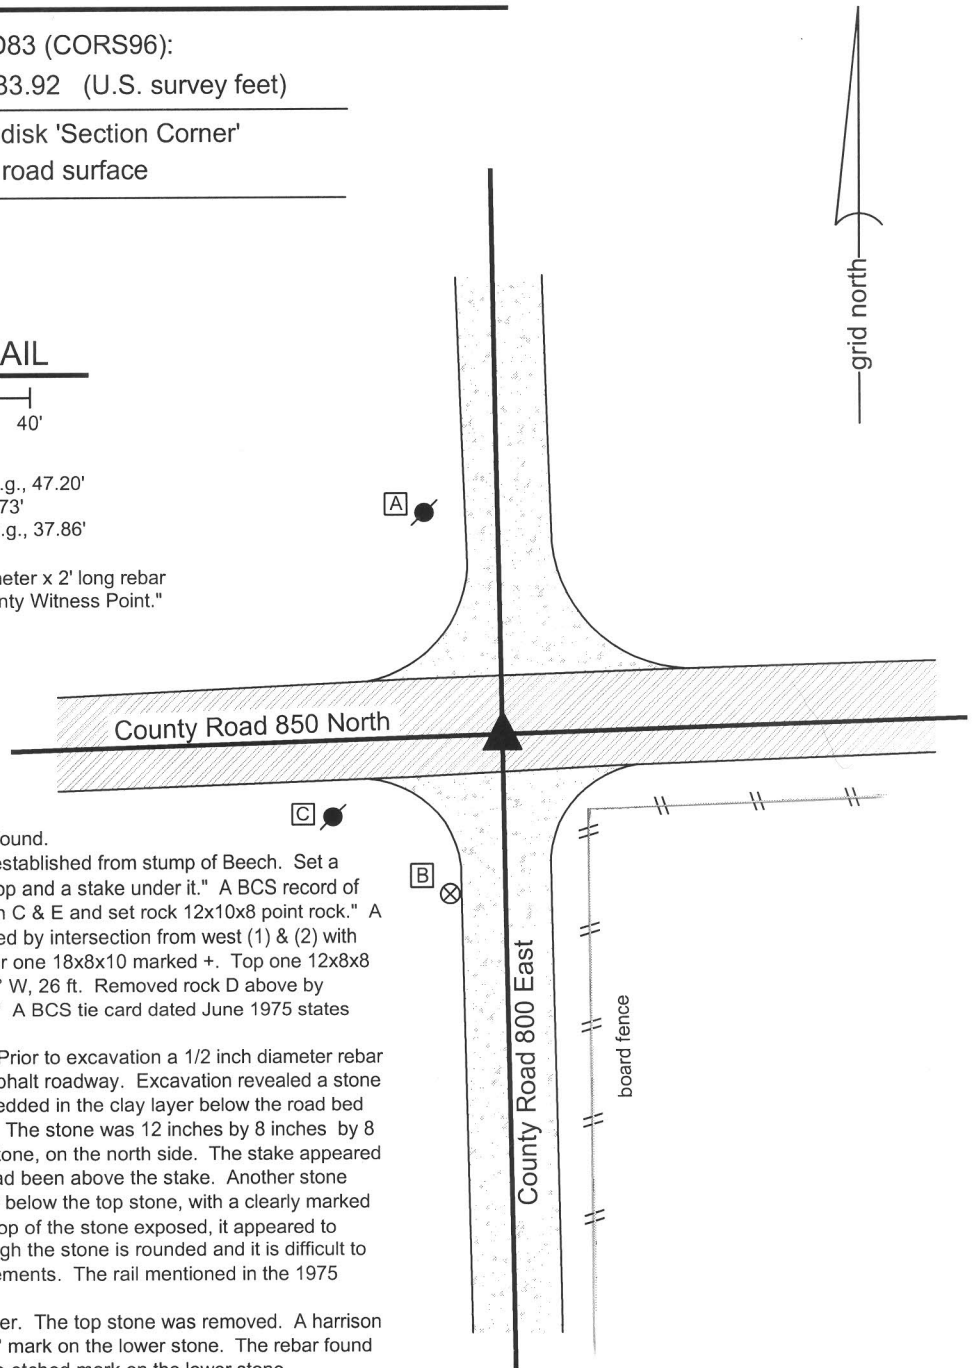 D83 (CORS96):
33.92 (U.S. survey feet)
disk 'Section Corner'
road surface
grid north
AIL
40'
.g., 47.20'
73'
.g., 37.86'
A
eter x 2' long rebar
nty Witness Point."
County Road 850 North
C
ound.
established from stump of Beech. Set a
op and a stake under it." A BCS record of
B
n C & E and set rock 12x10x8 point rock." A
ed by intersection from west (1) & (2) with
r one 18x8x10 marked +. Top one 12x8x8
° W, 26 ft. Removed rock D above by
A BCS tie card dated June 1975 states
County Road 800 East
board fence
Prior to excavation a 1/2 inch diameter rebar
phalt roadway. Excavation revealed a stone
edded in the clay layer below the road bed
The stone was 12 inches by 8 inches by 8
tone, on the north side. The stake appeared
ad been above the stake. Another stone
below the top stone, with a clearly marked
op of the stone exposed, it appeared to
gh the stone is rounded and it is difficult to
ements. The rail mentioned in the 1975
er. The top stone was removed. A harrison
" mark on the lower stone. The rebar found
etched mark on the lower stone